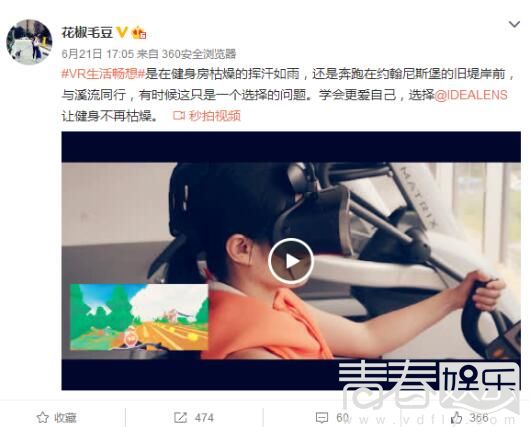 花椒毛豆
6月21日 17:05 来自 360安全浏览器
#VR生活畅想#是在健身房枯燥的挥汗如雨，还是奔跑在约翰尼斯堡的旧堤岸前，
与溪流同行，有时候这只是一个选择的问题。学会更爱自己，选择@IDEALENS
让健身不再枯燥。 秒拍视频
MATRIX
青春娱乐
www.vdfly.com
收藏 474 60 366